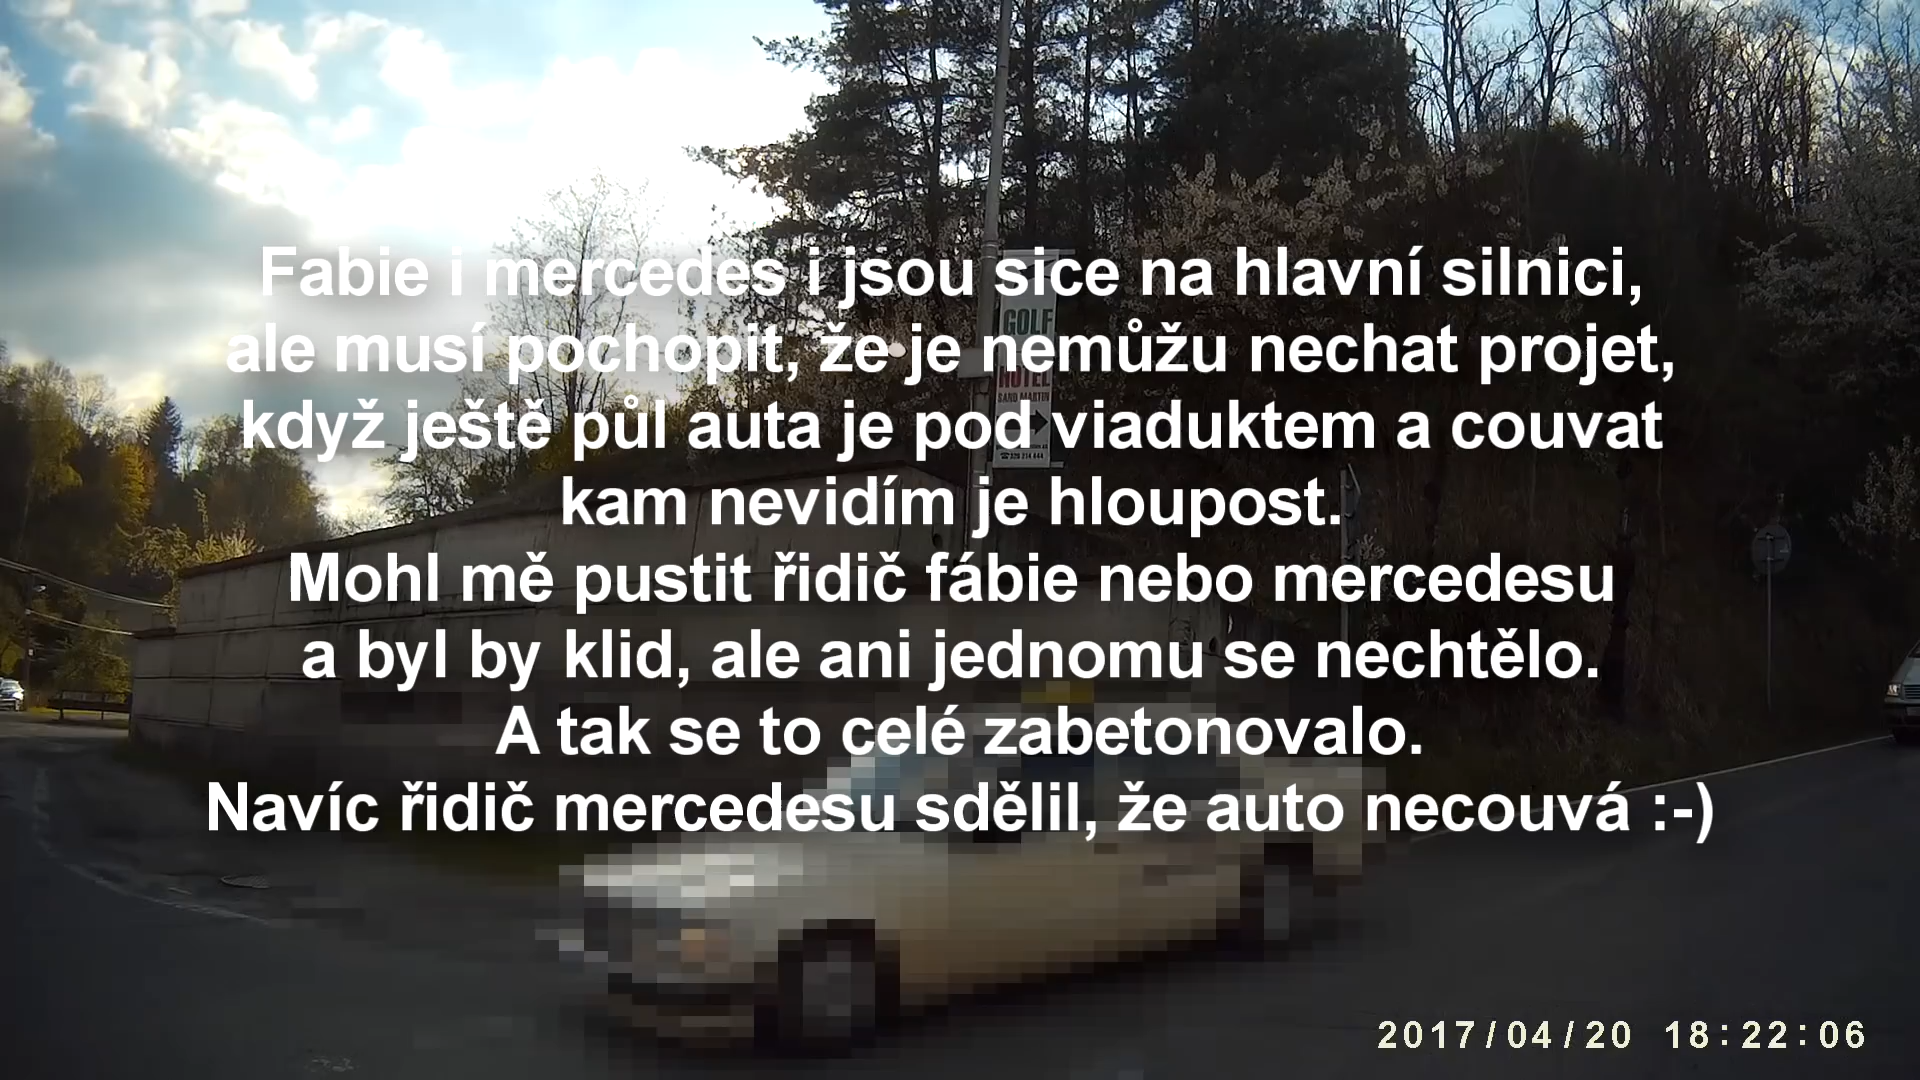 Fabie i mercedes i jsou sice na hlavní silnici,
ale musí pochopit, že je nemůžu nechat projet,
když ještě půl auta je pod viaduktem a couvat
kam nevidím je hloupost.
Mohl mě pustit řidič fábie nebo mercedesu
a byl by klid, ale ani jednomu se nechtělo.
A tak se to celé zabetonovalo.
Navíc řidič mercedesu sdělil, že auto necouvá :-)
GOLF
HOTEL
SAND MARTIN
2017/04/20 18:22:06